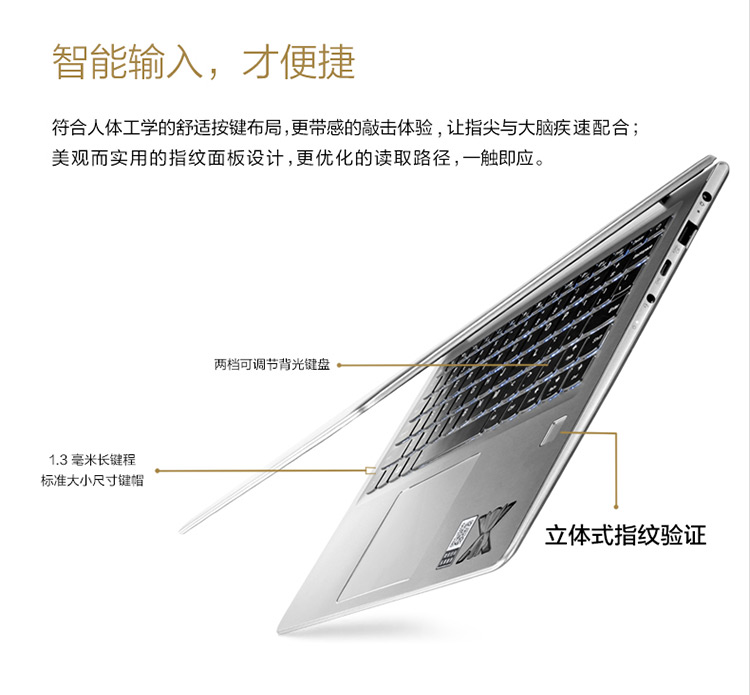 智能输入，才便捷
符合人体工学的舒适按键布局，更带感的敲击体验，让指尖与大脑疾速配合；
美观而实用的指纹面板设计，更优化的读取路径，一触即应。
两档可调节背光键盘
1.3 毫米长键程
标准大小尺寸键帽
立体式指纹验证